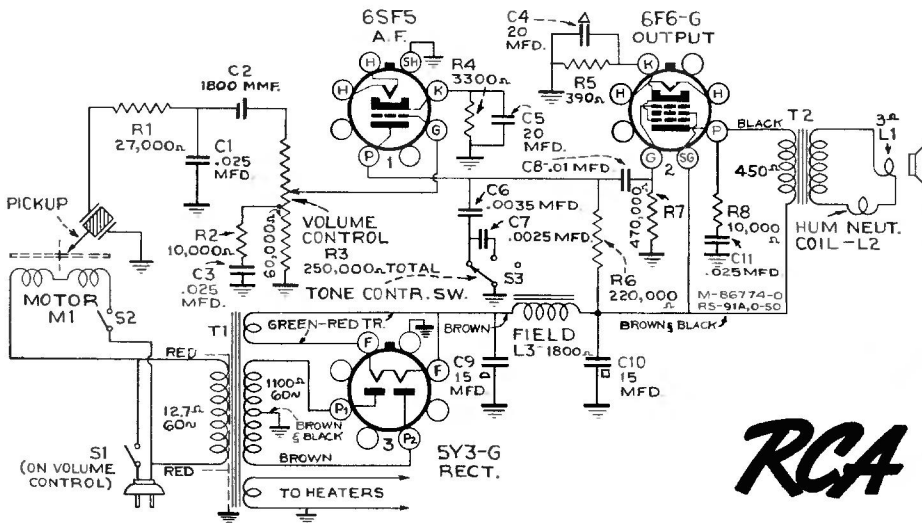 6SF5
A.F.
C4
20
MFD.
6F6-G
OUTPUT
SH
H
H
K
G
P
1
R4
3300Ω
C5
20
MFD.
R5
390Ω
K
H
H
P
G
SG
2
C2
1800 MMF.
R1
27,000Ω
C1
.025
MFD.
BLACK
T2
450Ω
3Ω
L1
C8-.01 MFD.
C6
.0035 MFD.
C7
.0025 MFD.
470,000Ω
R7
R8
10,000
Ω
HUM NEUT.
COIL-L2
C11
.025 MFD.
PICKUP
R2
10,000Ω
C3
.025
MFD.
60,000Ω
VOLUME
CONTROL
R3
250,000Ω TOTAL
S3
TONE CONTR. SW.
R6
220,000
Ω
M-86774-0
RS-91A, 0-50
BROWN & BLACK
MOTOR
M1
S2
T1
GREEN-RED TR.
BROWN
FIELD
L3-1800Ω
F
F
C9
15
MFD.
C10
15
MFD.
RED
12.7Ω
60~
1100Ω
60~
P1
BROWN
& BLACK
3
P2
BROWN
5Y3-G
RECT.
S1
(ON VOLUME
CONTROL)
RED
TO HEATERS
RCA